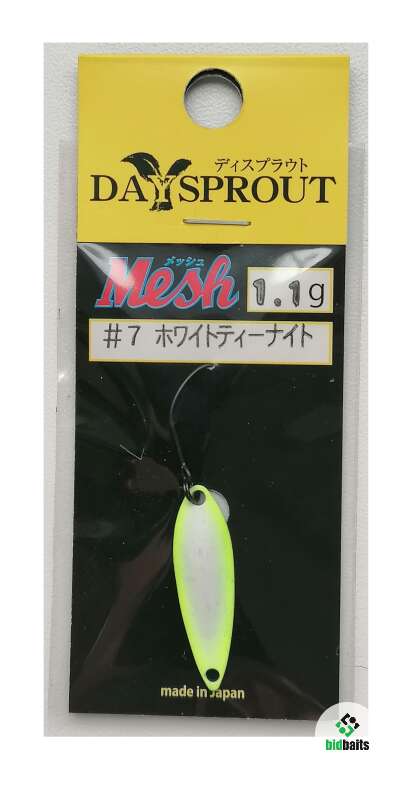 ディスプラウト
DAYSPROUT
メッシュ
Mesh
1.1g
#7 ホワイトティーナイト
made in Japan
bidbaits